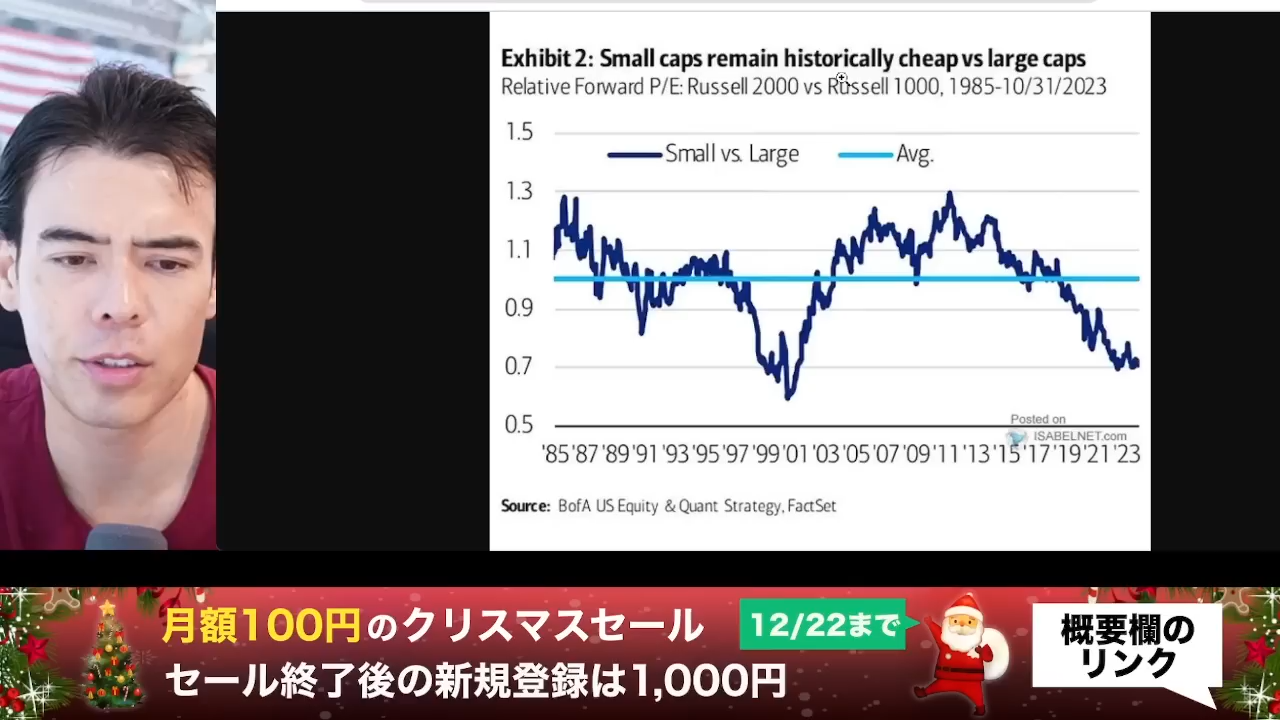 Exhibit 2: Small caps remain historically cheap vs large caps
Relative Forward P/E: Russell 2000 vs Russell 1000, 1985-10/31/2023
1.5
Small vs. Large
Avg.
1.3
1.1
0.9
0.7
0.5
Posted on
ISABELNET.com
'85 '87 '89 '91 '93 '95 '97 '99 '01 '03 '05 '07 '09 '11 '13 '15 '17 '19 '21 '23
Source: BofA US Equity & Quant Strategy, FactSet
月額100円のクリスマスセール
12/22まで
セール終了後の新規登録は1,000円
概要欄の
リンク